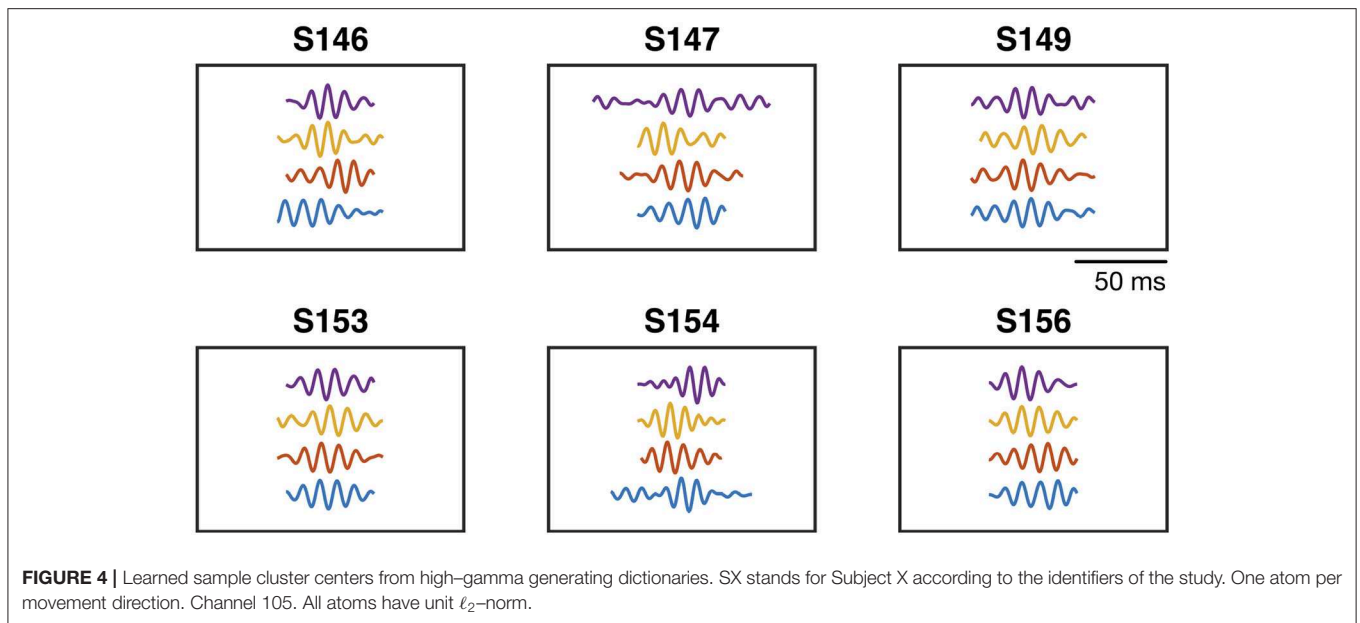 S146 S147 S149
50 ms
S153 S154 S156
FIGURE 4 | Learned sample cluster centers from high–gamma generating dictionaries. SX stands for Subject X according to the identifiers of the study. One atom per
movement direction. Channel 105. All atoms have unit ℓ2–norm.